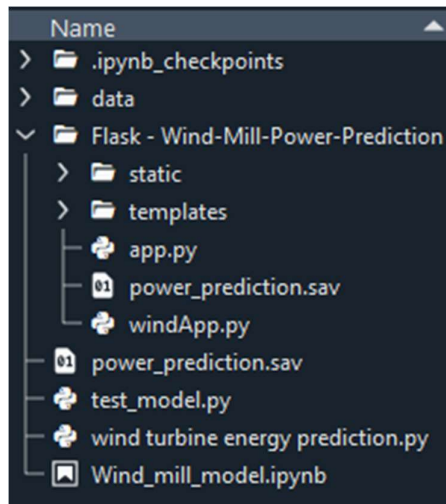 Name
.ipynb_checkpoints
data
Flask - Wind-Mill-Power-Prediction
static
templates
app.py
power_prediction.sav
windApp.py
power_prediction.sav
test_model.py
wind turbine energy prediction.py
Wind_mill_model.ipynb